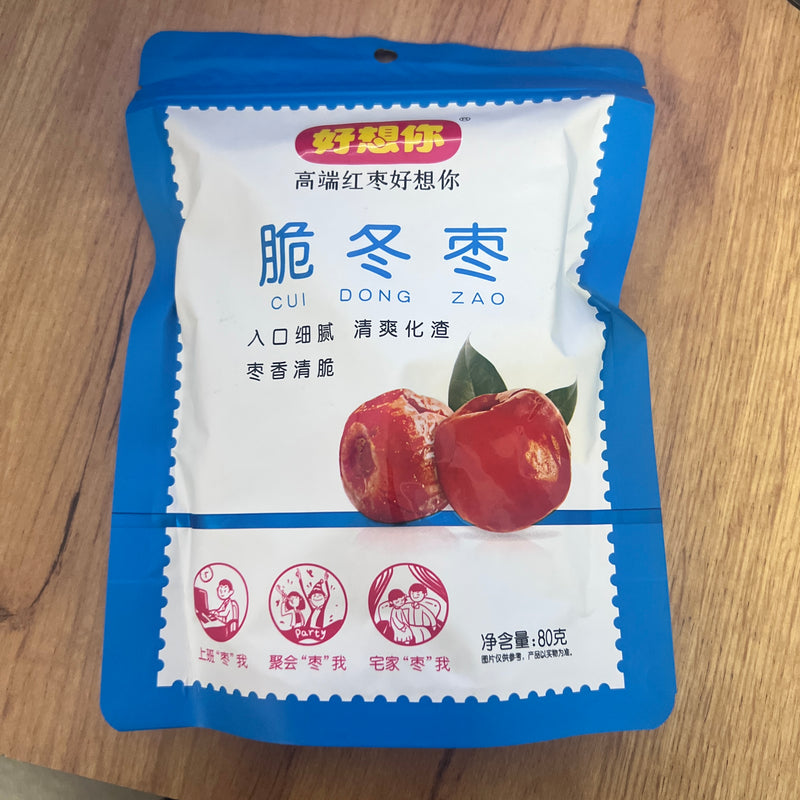 好想你®
高端红枣好想你
脆冬枣
CUI DONG ZAO
入口细腻 清爽化渣
枣香清脆
Party
上班“枣”我
聚会“枣”我
宅家“枣”我
净含量:80克
图片仅供参考,产品以实物为准。